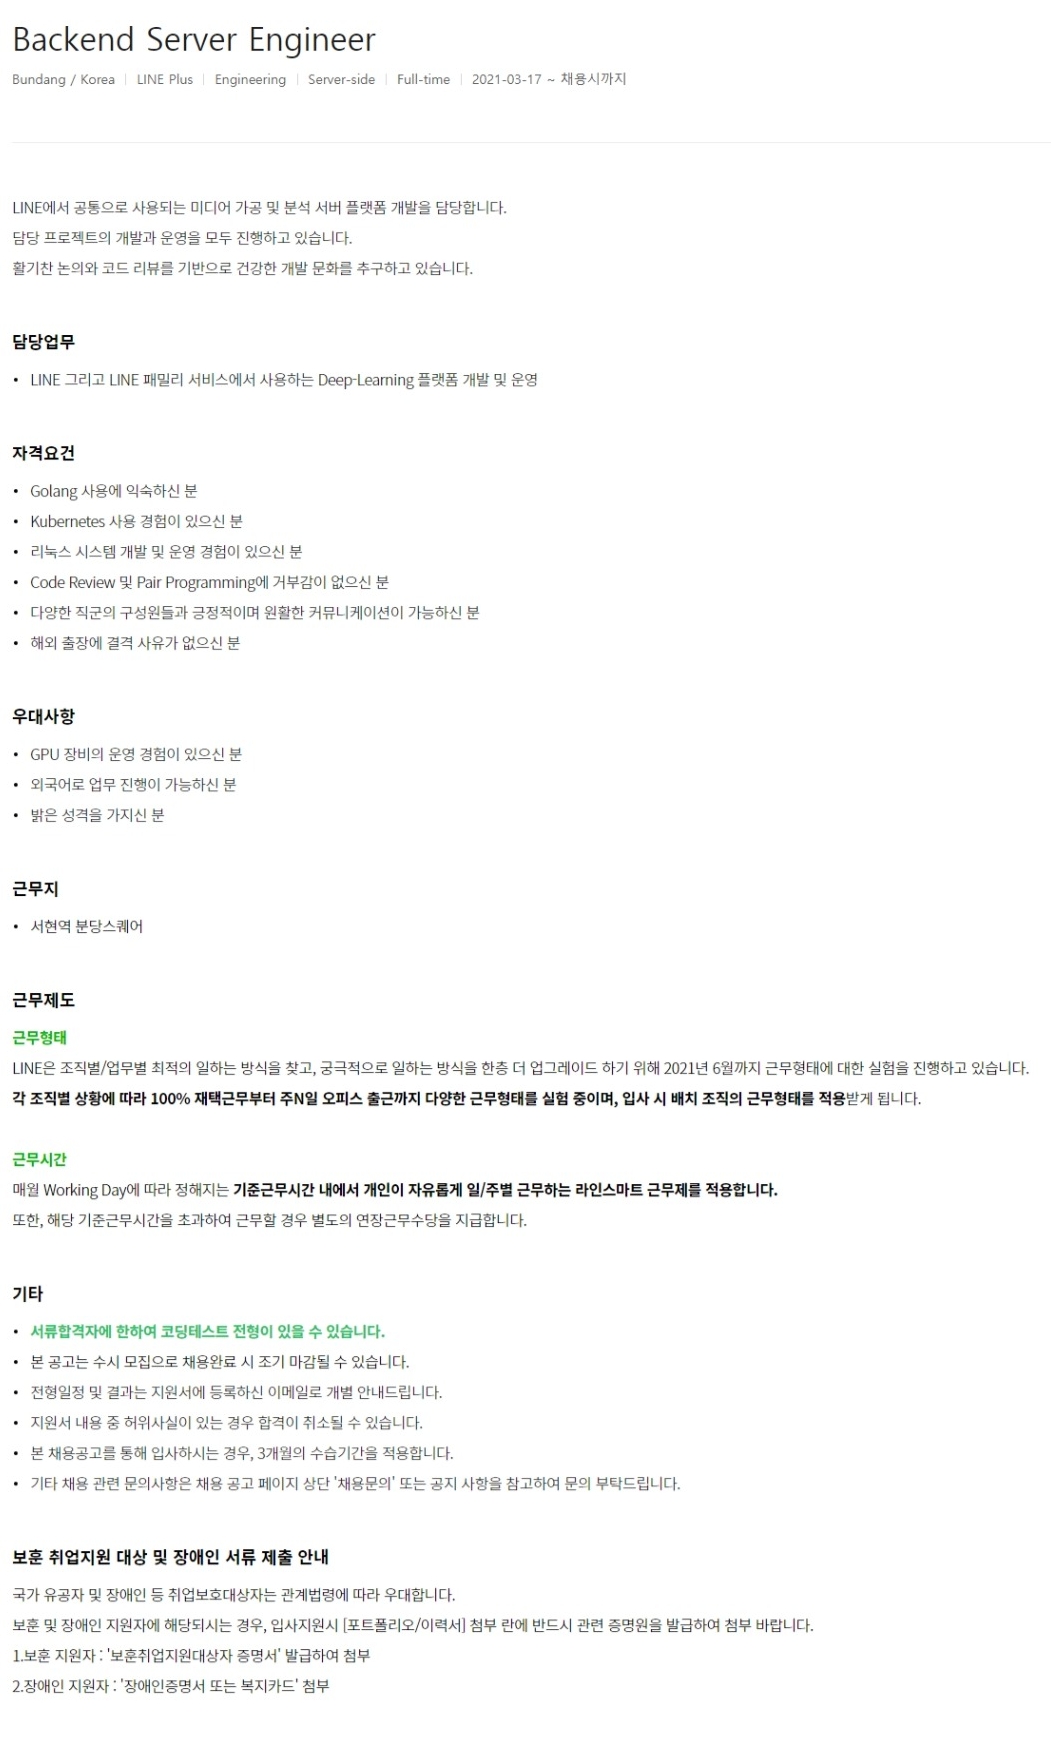 Backend Server Engineer
Bundang / Korea | LINE Plus | Engineering | Server-side | Full-time | 2021-03-17 ~ 채용시까지
LINE에서 공통으로 사용되는 미디어 가공 및 분석 서버 플랫폼 개발을 담당합니다.
담당 프로젝트의 개발과 운영을 모두 진행하고 있습니다.
활기찬 논의와 코드 리뷰를 기반으로 건강한 개발 문화를 추구하고 있습니다.
담당업무
• LINE 그리고 LINE 패밀리 서비스에서 사용하는 Deep-Learning 플랫폼 개발 및 운영
자격요건
• Golang 사용에 익숙하신 분
• Kubernetes 사용 경험이 있으신 분
• 리눅스 시스템 개발 및 운영 경험이 있으신 분
• Code Review 및 Pair Programming에 거부감이 없으신 분
• 다양한 직군의 구성원들과 긍정적이며 원활한 커뮤니케이션이 가능하신 분
• 해외 출장에 결격 사유가 없으신 분
우대사항
• GPU 장비의 운영 경험이 있으신 분
• 외국어로 업무 진행이 가능하신 분
• 밝은 성격을 가지신 분
근무지
• 서현역 분당스퀘어
근무제도
근무형태
LINE은 조직별/업무별 최적의 일하는 방식을 찾고, 궁극적으로 일하는 방식을 한층 더 업그레이드 하기 위해 2021년 6월까지 근무형태에 대한 실험을 진행하고 있습니다.
각 조직별 상황에 따라 100% 재택근무부터 주N일 오피스 출근까지 다양한 근무형태를 실험 중이며, 입사 시 배치 조직의 근무형태를 적용받게 됩니다.
근무시간
매월 Working Day에 따라 정해지는 기준근무시간 내에서 개인이 자유롭게 일/주별 근무하는 라인스마트 근무제를 적용합니다.
또한, 해당 기준근무시간을 초과하여 근무할 경우 별도의 연장근무수당을 지급합니다.
기타
• 서류합격자에 한하여 코딩테스트 전형이 있을 수 있습니다.
• 본 공고는 수시 모집으로 채용완료 시 조기 마감될 수 있습니다.
• 전형일정 및 결과는 지원서에 등록하신 이메일로 개별 안내드립니다.
• 지원서 내용 중 허위사실이 있는 경우 합격이 취소될 수 있습니다.
• 본 채용공고를 통해 입사하시는 경우, 3개월의 수습기간을 적용합니다.
• 기타 채용 관련 문의사항은 채용 공고 페이지 상단 '채용문의' 또는 공지 사항을 참고하여 문의 부탁드립니다.
보훈 취업지원 대상 및 장애인 서류 제출 안내
국가 유공자 및 장애인 등 취업보호대상자는 관계법령에 따라 우대합니다.
보훈 및 장애인 지원자에 해당되시는 경우, 입사지원시 [포트폴리오/이력서] 첨부 란에 반드시 관련 증명원을 발급하여 첨부 바랍니다.
1.보훈 지원자 : '보훈취업지원대상자 증명서' 발급하여 첨부
2.장애인 지원자 : '장애인증명서 또는 복지카드' 첨부